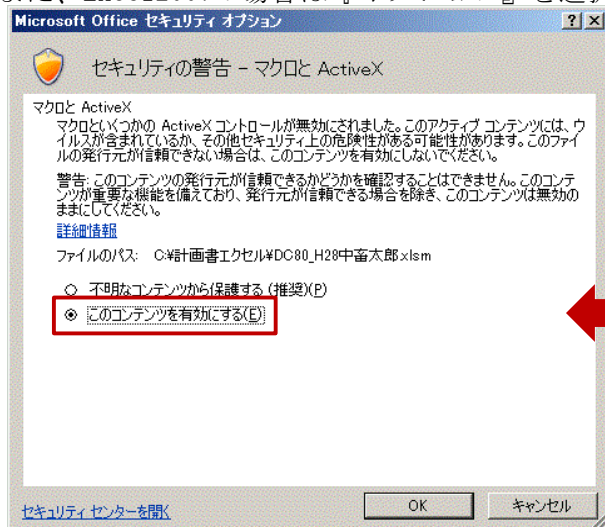 Microsoft Office セキュリティ オプション
セキュリティの警告 - マクロと ActiveX
マクロと ActiveX
マクロといくつかの ActiveX コントロールが無効にされました。このアクティブ コンテンツには、ウ
イルスが含まれているか、その他セキュリティ上の危険性がある可能性があります。このファイ
ルの発行元が信頼できない場合は、このコンテンツを有効にしないでください。
警告: このコンテンツの発行元が信頼できるかどうかを確認することはできません。このコンテ
ンツが重要な機能を備えており、発行元が信頼できる場合を除き、このコンテンツは無効の
ままにしてください。
詳細情報
ファイルのパス: C:¥計画書エクセル¥DC80_H28中畜太郎.xlsm
不明なコンテンツから保護する (推奨)(P)
このコンテンツを有効にする(E)
セキュリティ センターを開く
OK
キャンセル